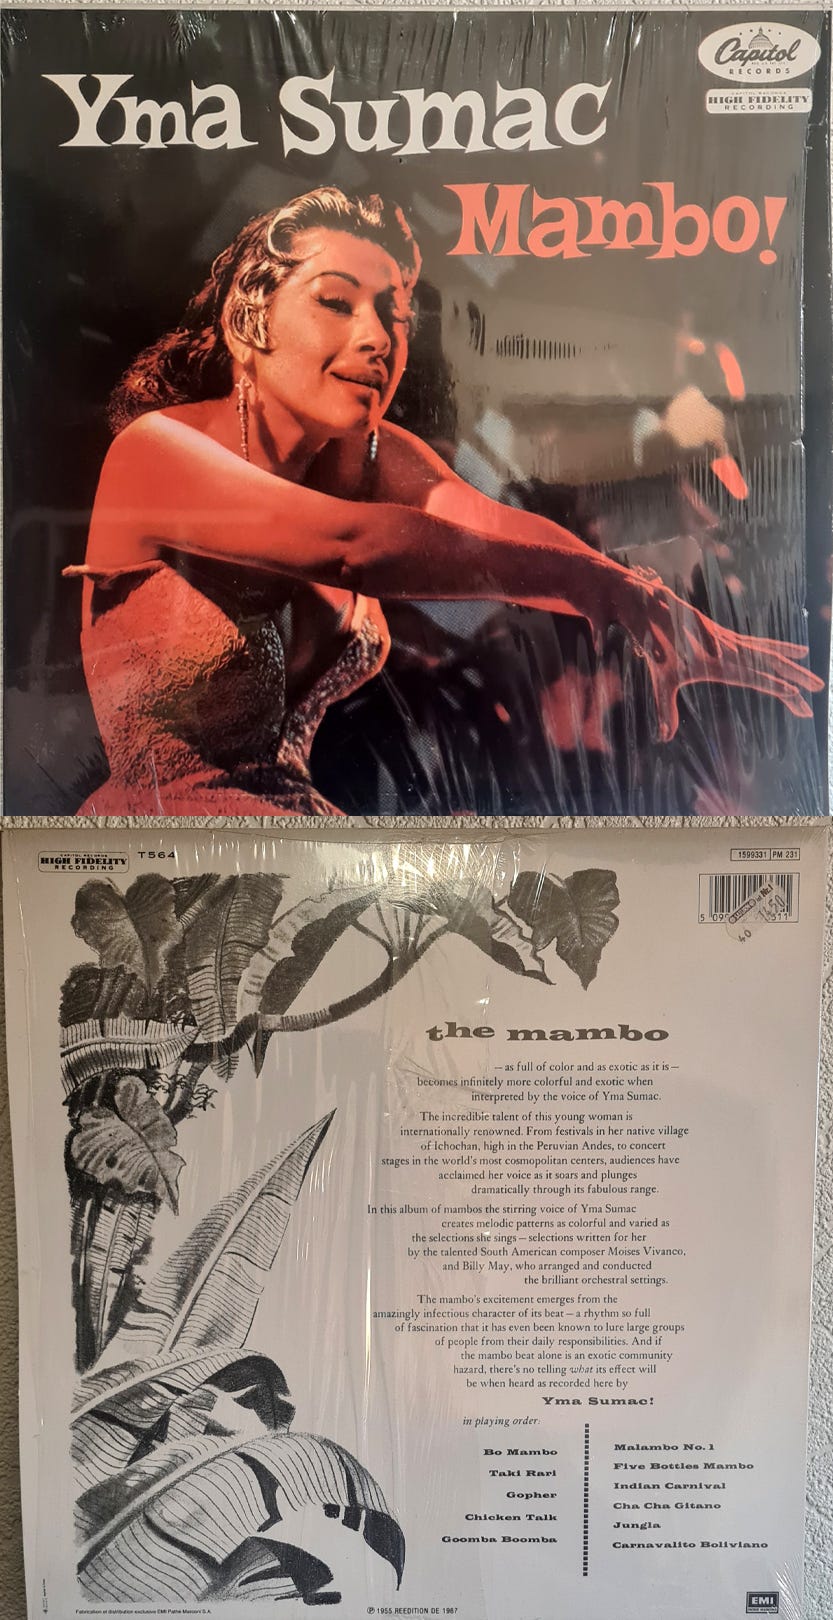 Capitol
RECORDS
CAPITOL RECORDS
HIGH FIDELITY
RECORDING
Yma Sumac
Mambo!
CAPITOL RECORDS
HIGH FIDELITY
RECORDING
T564
1599331 PM 231
the mambo
— as full of color and as exotic as it is —
becomes infinitely more colorful and exotic when
interpreted by the voice of Yma Sumac.
The incredible talent of this young woman is
internationally renowned. From festivals in her native village
of Ichochan, high in the Peruvian Andes, to concert
stages in the world's most cosmopolitan centers, audiences have
acclaimed her voice as it soars and plunges
dramatically through its fabulous range.
In this album of mambos the stirring voice of Yma Sumac
creates melodic patterns as colorful and varied as
the selections she sings — selections written for her
by the talented South American composer Moises Vivanco,
and Billy May, who arranged and conducted
the brilliant orchestral settings.
The mambo's excitement emerges from the
amazingly infectious character of its beat — a rhythm so full
of fascination that it has even been known to lure large groups
of people from their daily responsibilities. And if
the mambo beat alone is an exotic community
hazard, there's no telling what its effect will
be when heard as recorded here by
Yma Sumac!
in playing order:
Bo Mambo
Taki Rari
Gopher
Chicken Talk
Goomba Boomba
Malambo No. 1
Five Bottles Mambo
Indian Carnival
Cha Cha Gitano
Jungla
Carnavalito Boliviano
Fabrication et distribution exclusive EMI Pathé Marconi S.A.
℗ 1955 REEDITION DE 1987
EMI